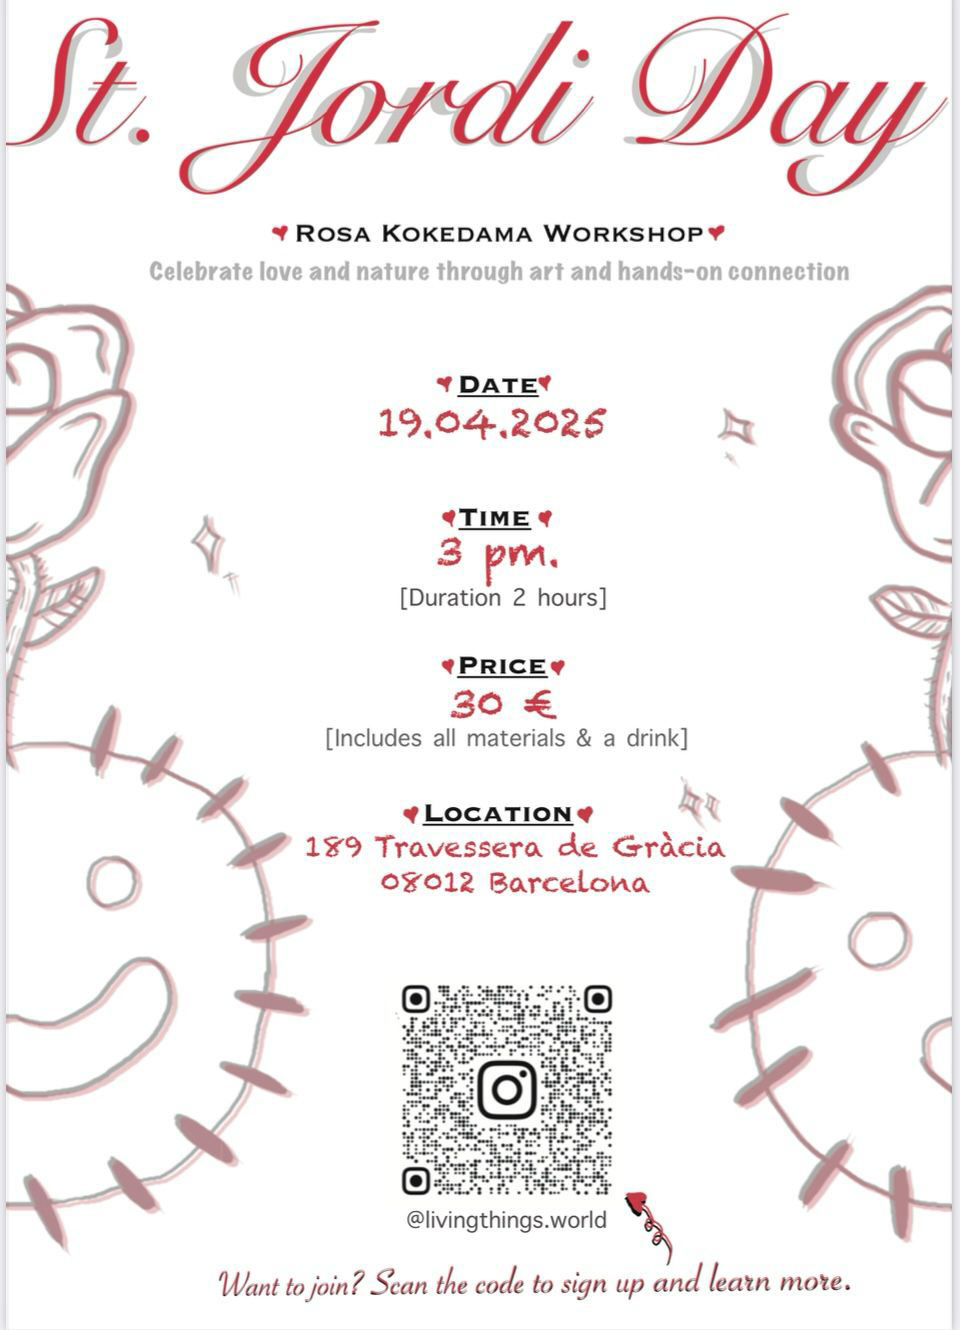 St. Jordi Day
Rosa Kokedama Workshop
Celebrate love and nature through art and hands-on connection
Date
19.04.2025
Time
3 pm.
[Duration 2 hours]
Price
30 €
[Includes all materials & a drink]
Location
189 Travessera de Gràcia
08012 Barcelona
@livingthings.world
Want to join? Scan the code to sign up and learn more.